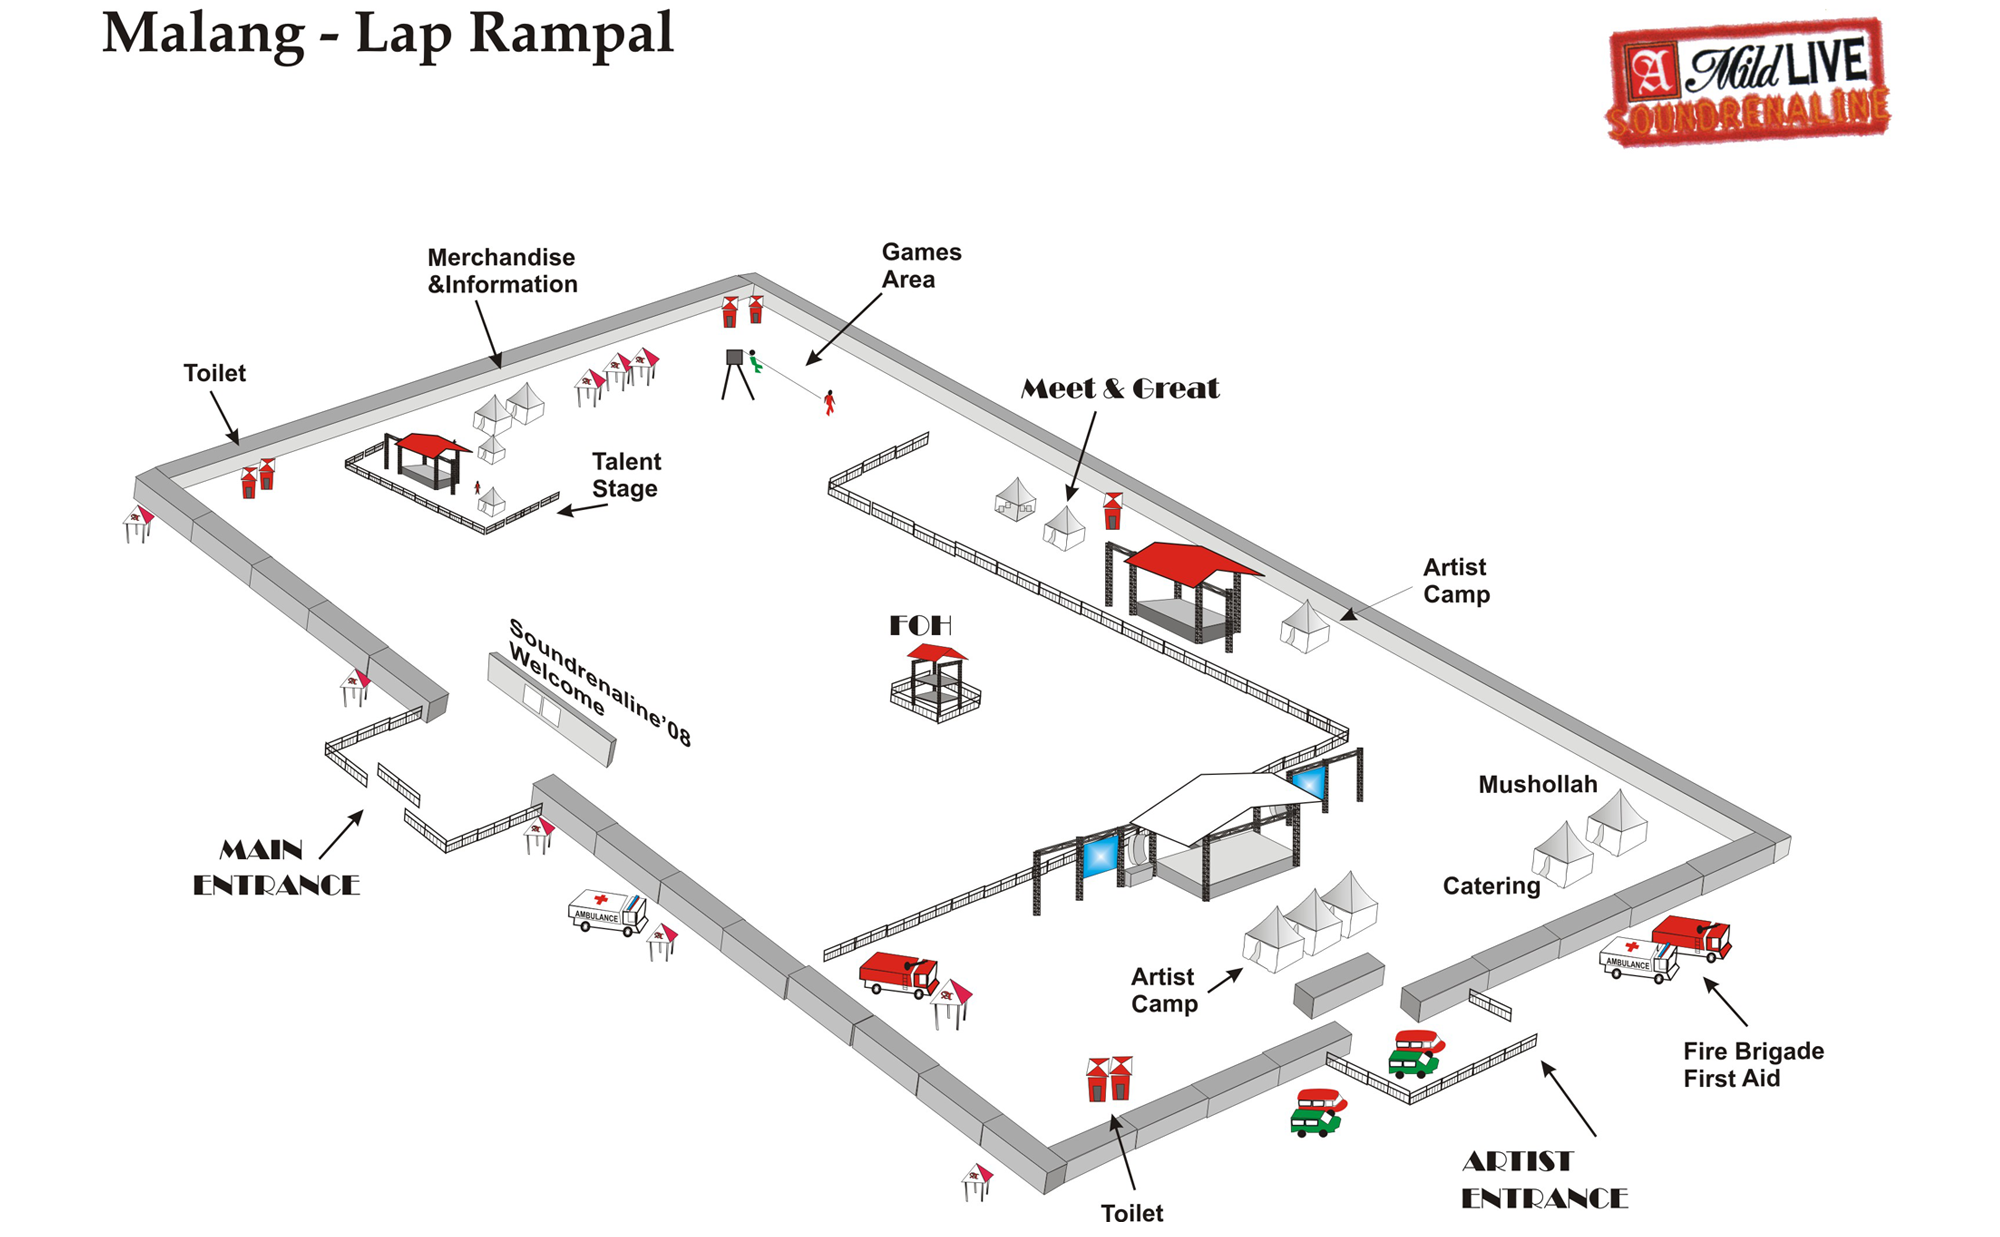 Malang - Lap Rampal
A Mild LIVE
SOUNDRENALINE
Merchandise
&Information
Games
Area
Toilet
Meet & Great
Talent
Stage
Artist
Camp
FOH
Soundrenaline'08
Welcome
Mushollah
MAIN
ENTRANCE
Catering
AMBULANCE
AMBULANCE
Artist
Camp
Fire Brigade
First Aid
ARTIST
ENTRANCE
Toilet